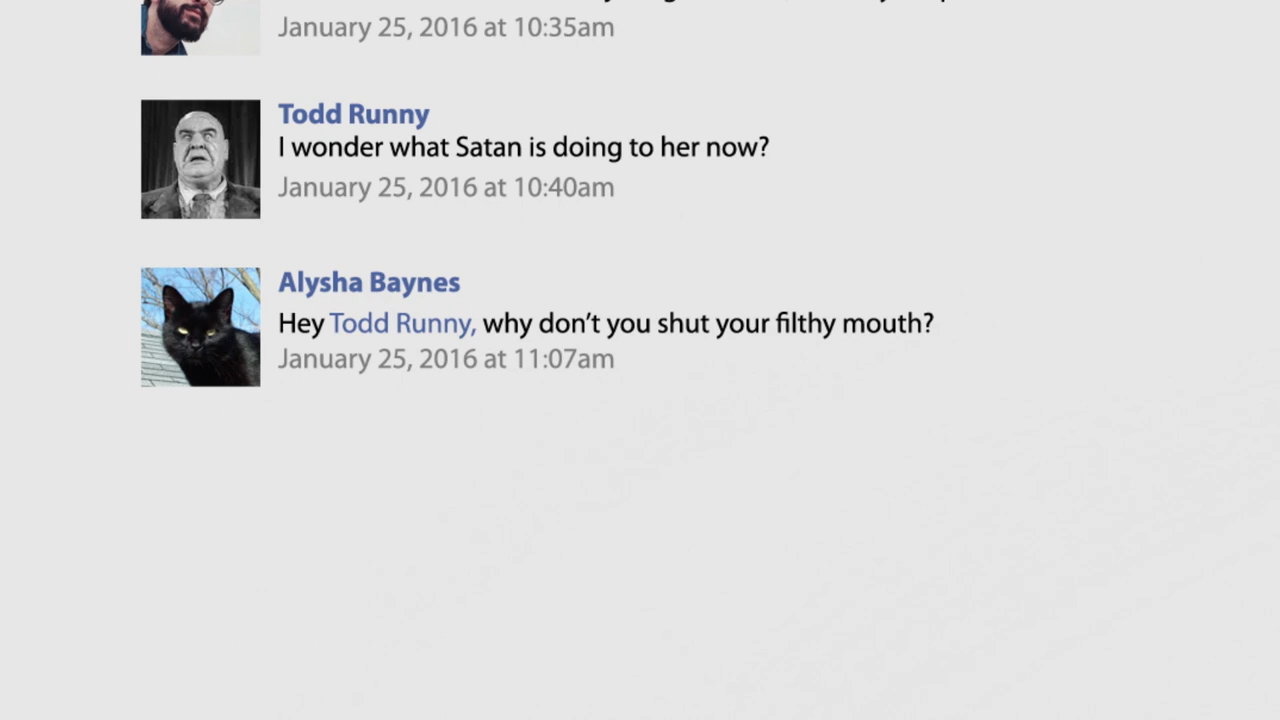 January 25, 2016 at 10:35am
Todd Runny
I wonder what Satan is doing to her now?
January 25, 2016 at 10:40am
Alysha Baynes
Hey Todd Runny, why don't you shut your filthy mouth?
January 25, 2016 at 11:07am